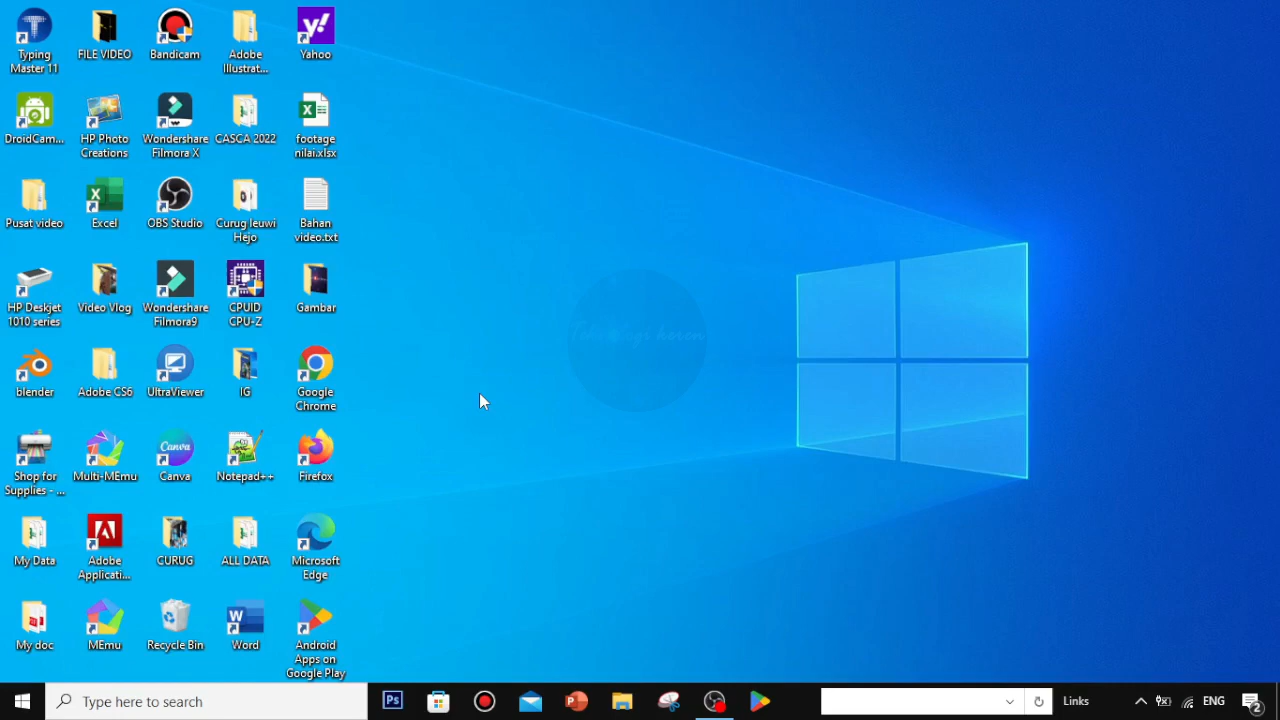 Typing
Master 11
FILE VIDEO
Bandicam
Adobe
Illustrat...
Yahoo
DroidCam...
HP Photo
Creations
Wondershare
Filmora X
CASCA 2022
footage
nilai.xlsx
Pusat video
Excel
OBS Studio
Curug leuwi
Hejo
Bahan
video.txt
HP Deskjet
1010 series
Video Vlog
Wondershare
Filmora9
CPUID
CPU-Z
Gambar
blender
Adobe CS6
UltraViewer
IG
Google
Chrome
Shop for
Supplies - ...
Multi-MEmu
Canva
Canva
Notepad++
Firefox
My Data
Adobe
Applicati...
CURUG
ALL DATA
Microsoft
Edge
My doc
MEmu
Recycle Bin
Word
Android
Apps on
Google Play
Type here to search
Ps
Links
ENG
2